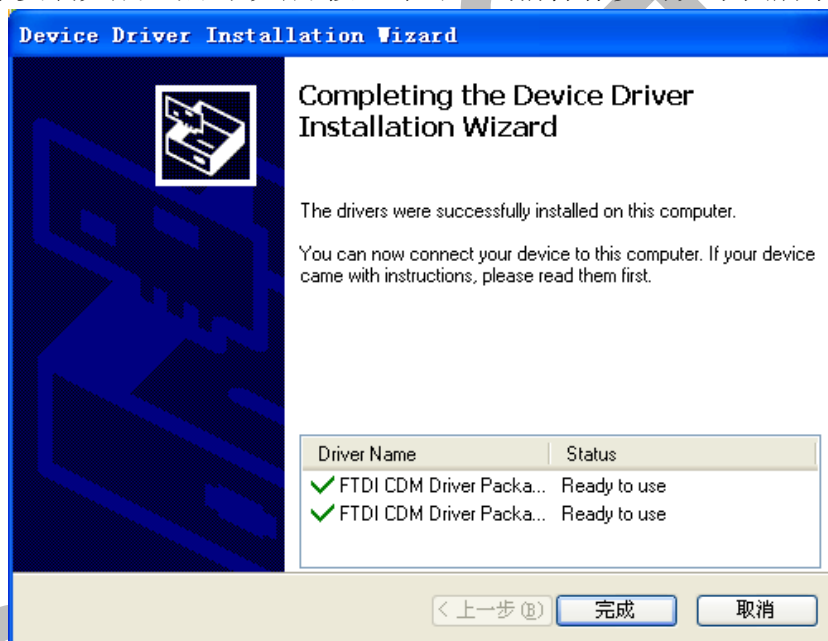 Device Driver Installation Wizard
Completing the Device Driver
Installation Wizard
The drivers were successfully installed on this computer.
You can now connect your device to this computer. If your device
came with instructions, please read them first.
Driver Name Status
FTDI CDM Driver Packa... Ready to use
FTDI CDM Driver Packa... Ready to use
< 上一步(B) 完成 取消